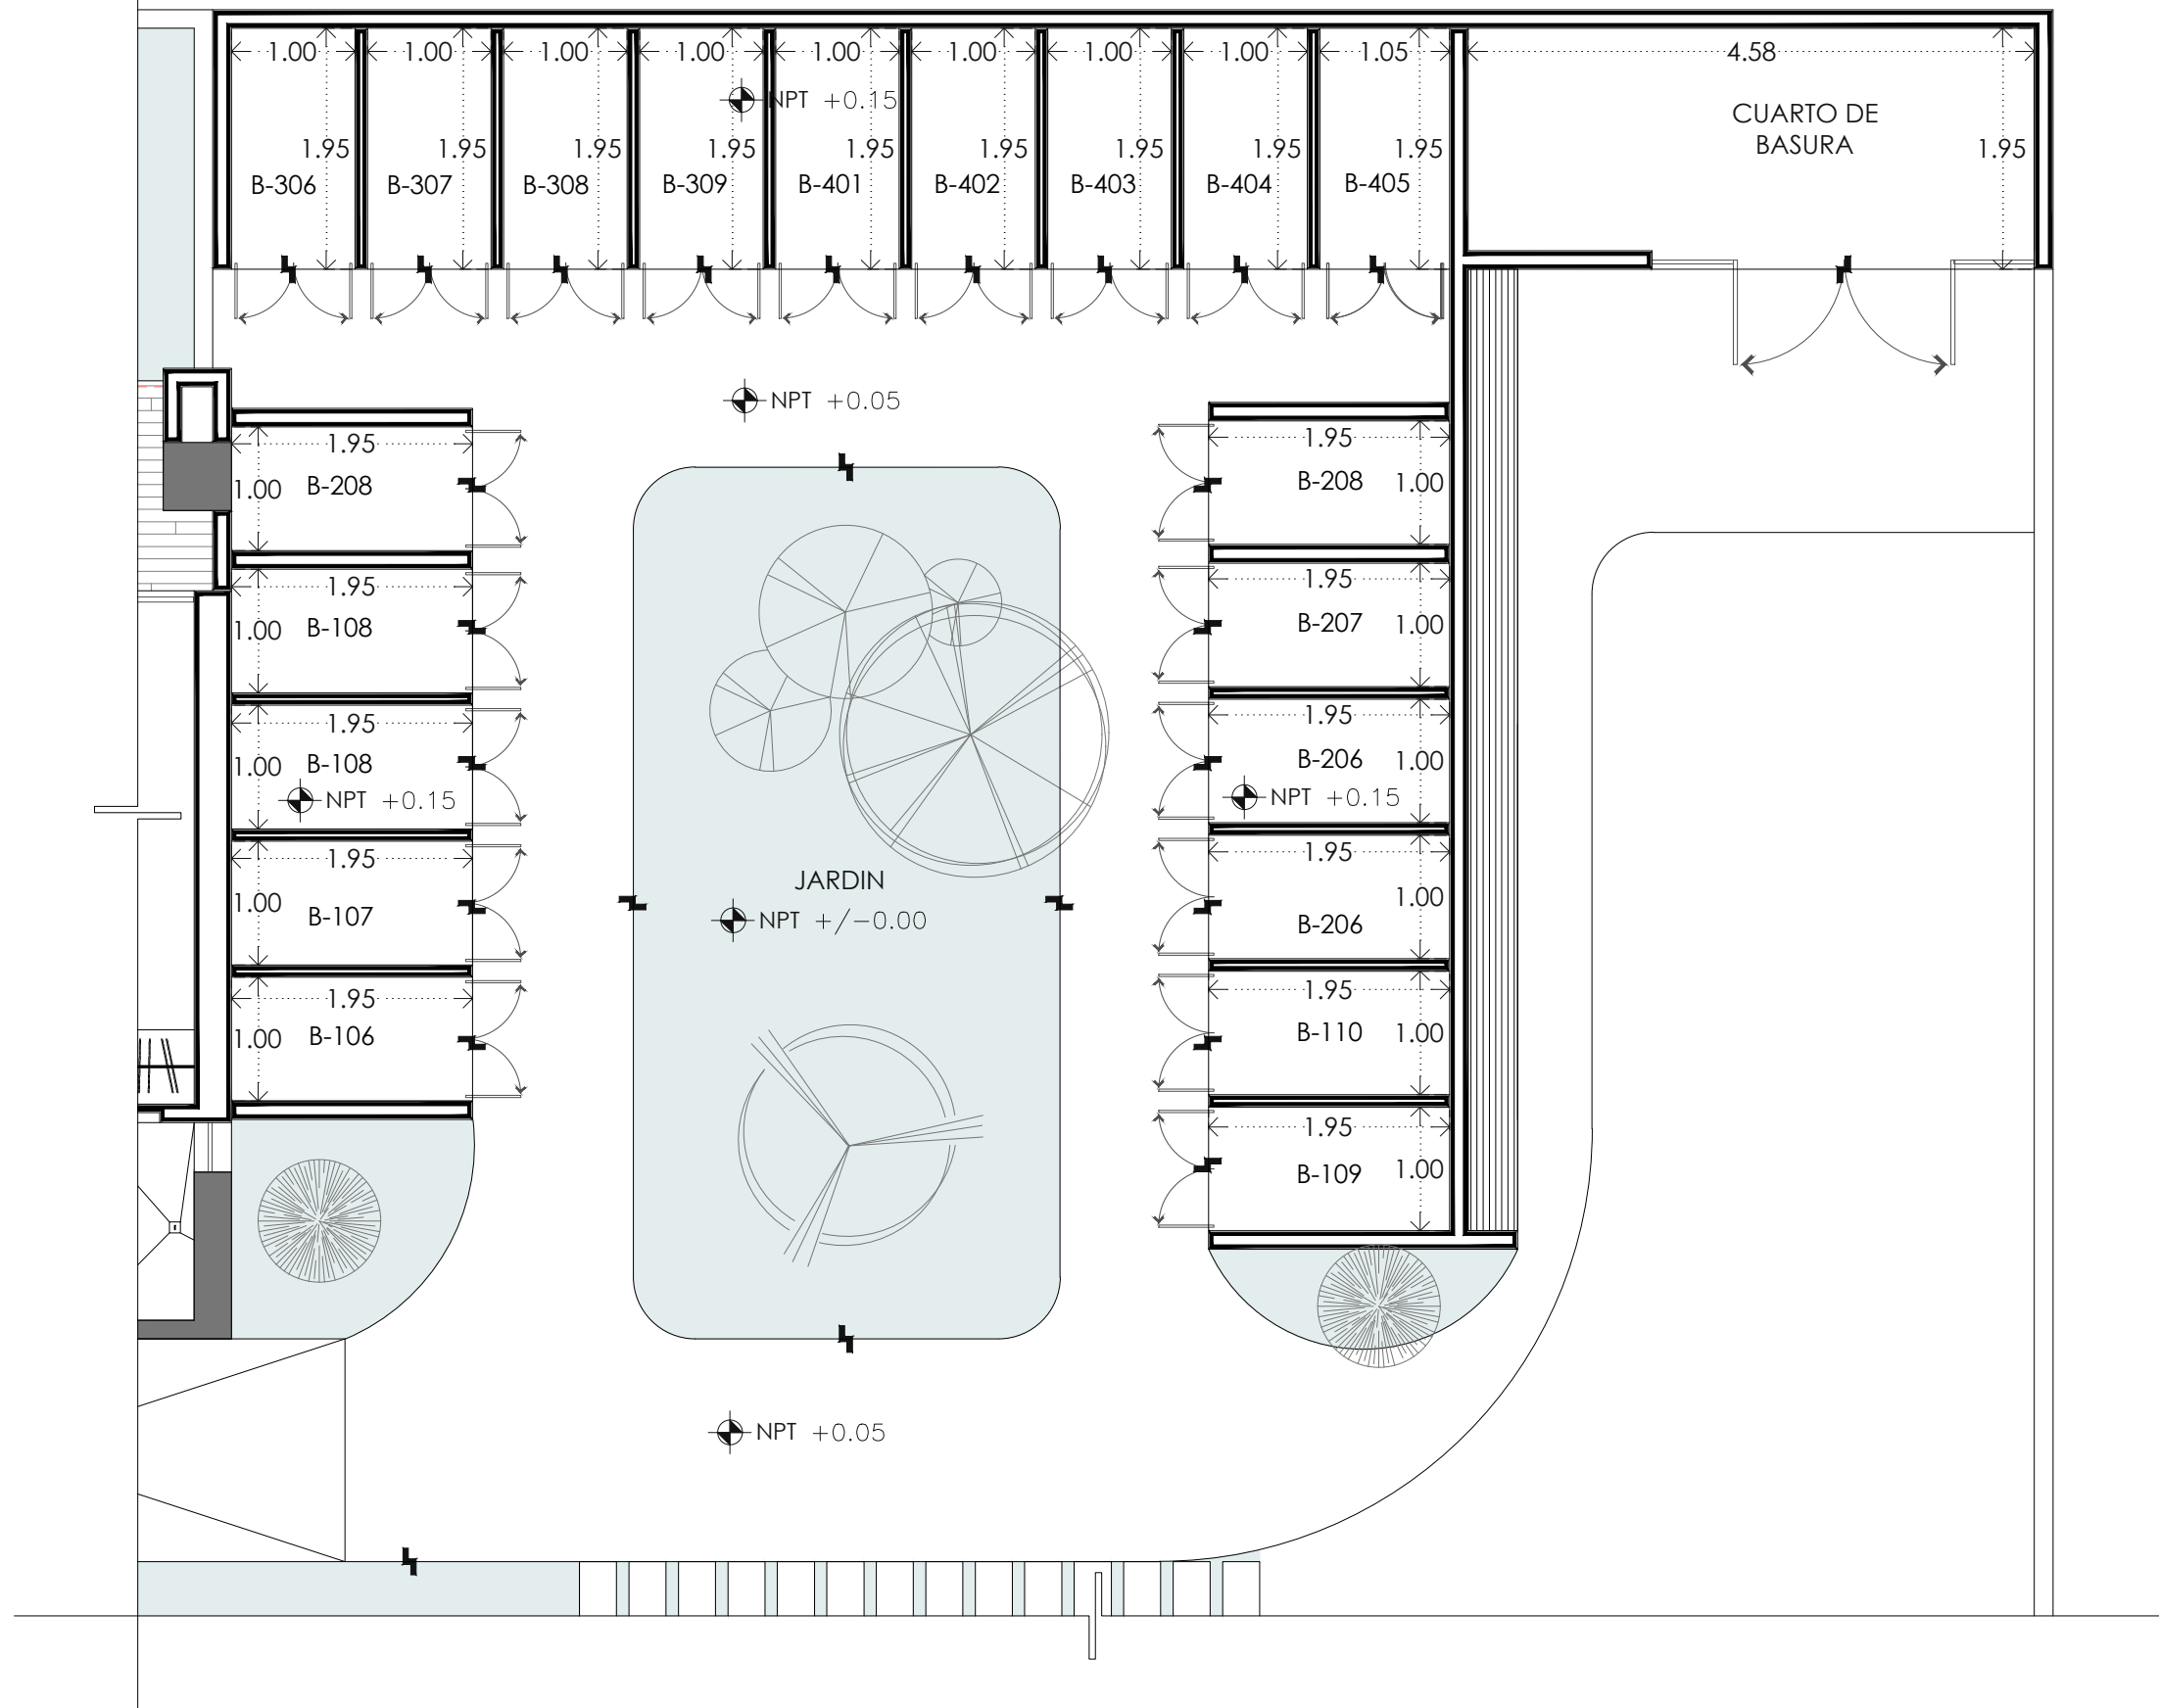 1.00 1.00 1.00 1.00 1.00 1.00 1.00 1.00 1.05 4.58
NPT +0.15
CUARTO DE
BASURA
1.95 1.95 1.95 1.95 1.95 1.95 1.95 1.95 1.95 1.95
B-306 B-307 B-308 B-309 B-401 B-402 B-403 B-404 B-405
NPT +0.05
1.95
1.00 B-208
1.95
1.00 B-108
1.95
1.00 B-108
NPT +0.15
1.95
1.00
B-107
1.95
1.00 B-106
JARDIN
NPT +/-0.00
1.95
B-208 1.00
1.95
B-207 1.00
1.95
B-206 1.00
NPT +0.15
1.95
1.00
B-206
1.95
B-110 1.00
1.95
B-109 1.00
NPT +0.05